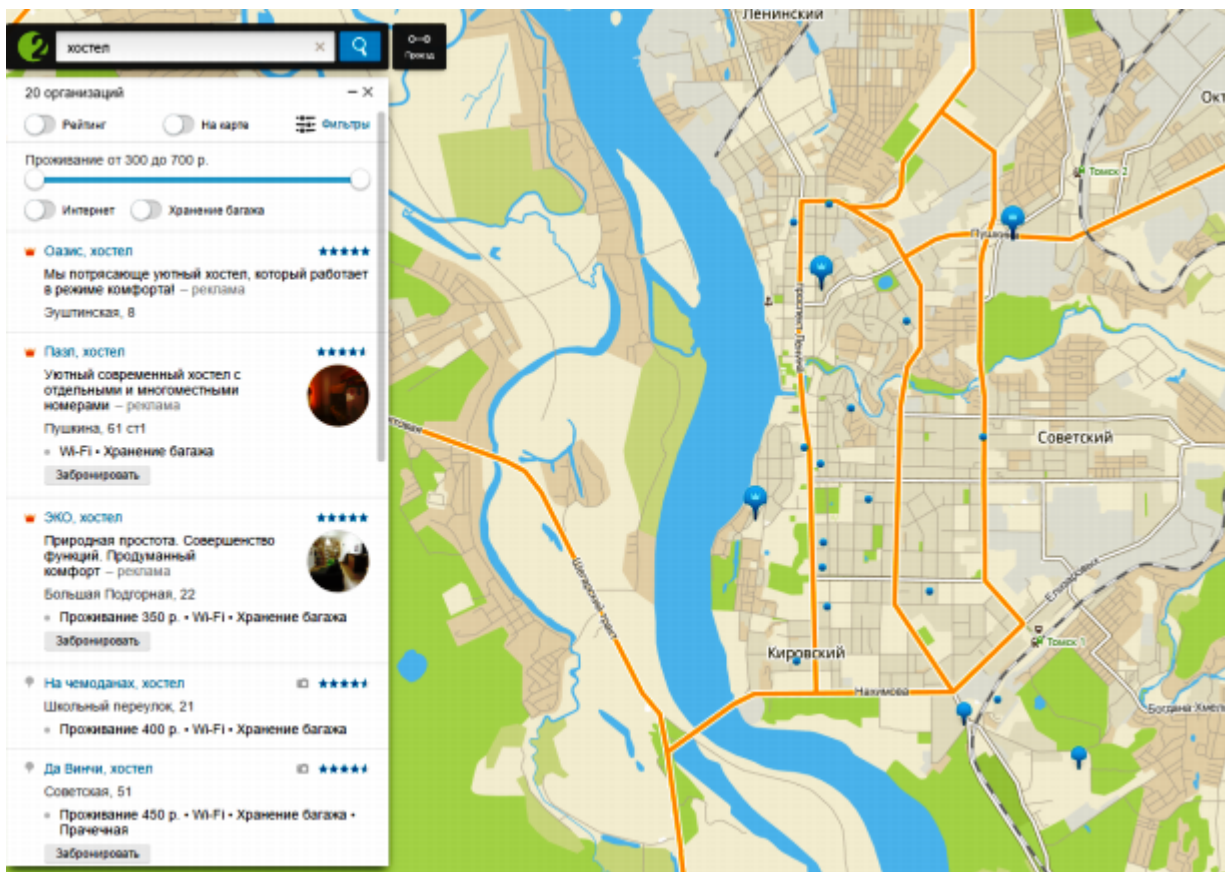 хостел
Проезд
20 организаций
Рейтинг
На карте
Фильтры
Проживание от 300 до 700 р.
Интернет
Хранение багажа
Оазис, хостел
Мы потрясающе уютный хостел, который работает
в режиме комфорта! – реклама
Зуштинская, 8
Пазл, хостел
Уютный современный хостел с
отдельными и многоместными
номерами – реклама
Пушкина, 61 ст1
Wi-Fi • Хранение багажа
Забронировать
ЭКО, хостел
Природная простота. Совершенство
функций. Продуманный
комфорт – реклама
Большая Подгорная, 22
Проживание 350 р. • Wi-Fi • Хранение багажа
Забронировать
На чемоданах, хостел
Школьный переулок, 21
Проживание 400 р. • Wi-Fi • Хранение багажа
Да Винчи, хостел
Советская, 51
Проживание 450 р. • Wi-Fi • Хранение багажа •
Прачечная
Забронировать
Ленинский
Окт
Томск 2
Пушкина
Проспект Ленина
товая
Советский
Шегарский тракт
Елизаровых
Томск 1
Кировский
Нахимова
Богдана Хмел